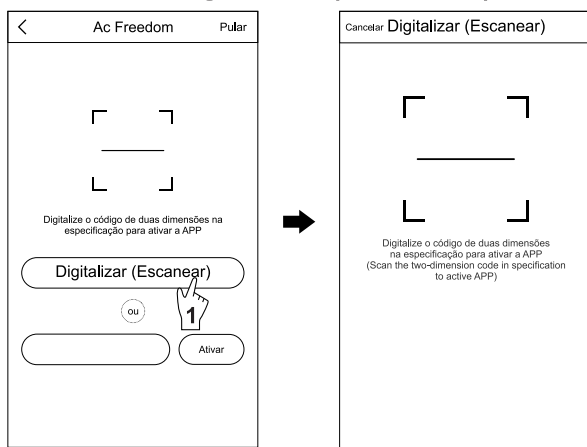 Ac Freedom
Pular
Digitalize o código de duas dimensões na
especificação para ativar a APP
Digitalizar (Escanear)
ou
1
Ativar
Cancelar Digitalizar (Escanear)
Digitalize o código de duas dimensões
na especificação para ativar a APP
(Scan the two-dimension code in specification
to active APP)